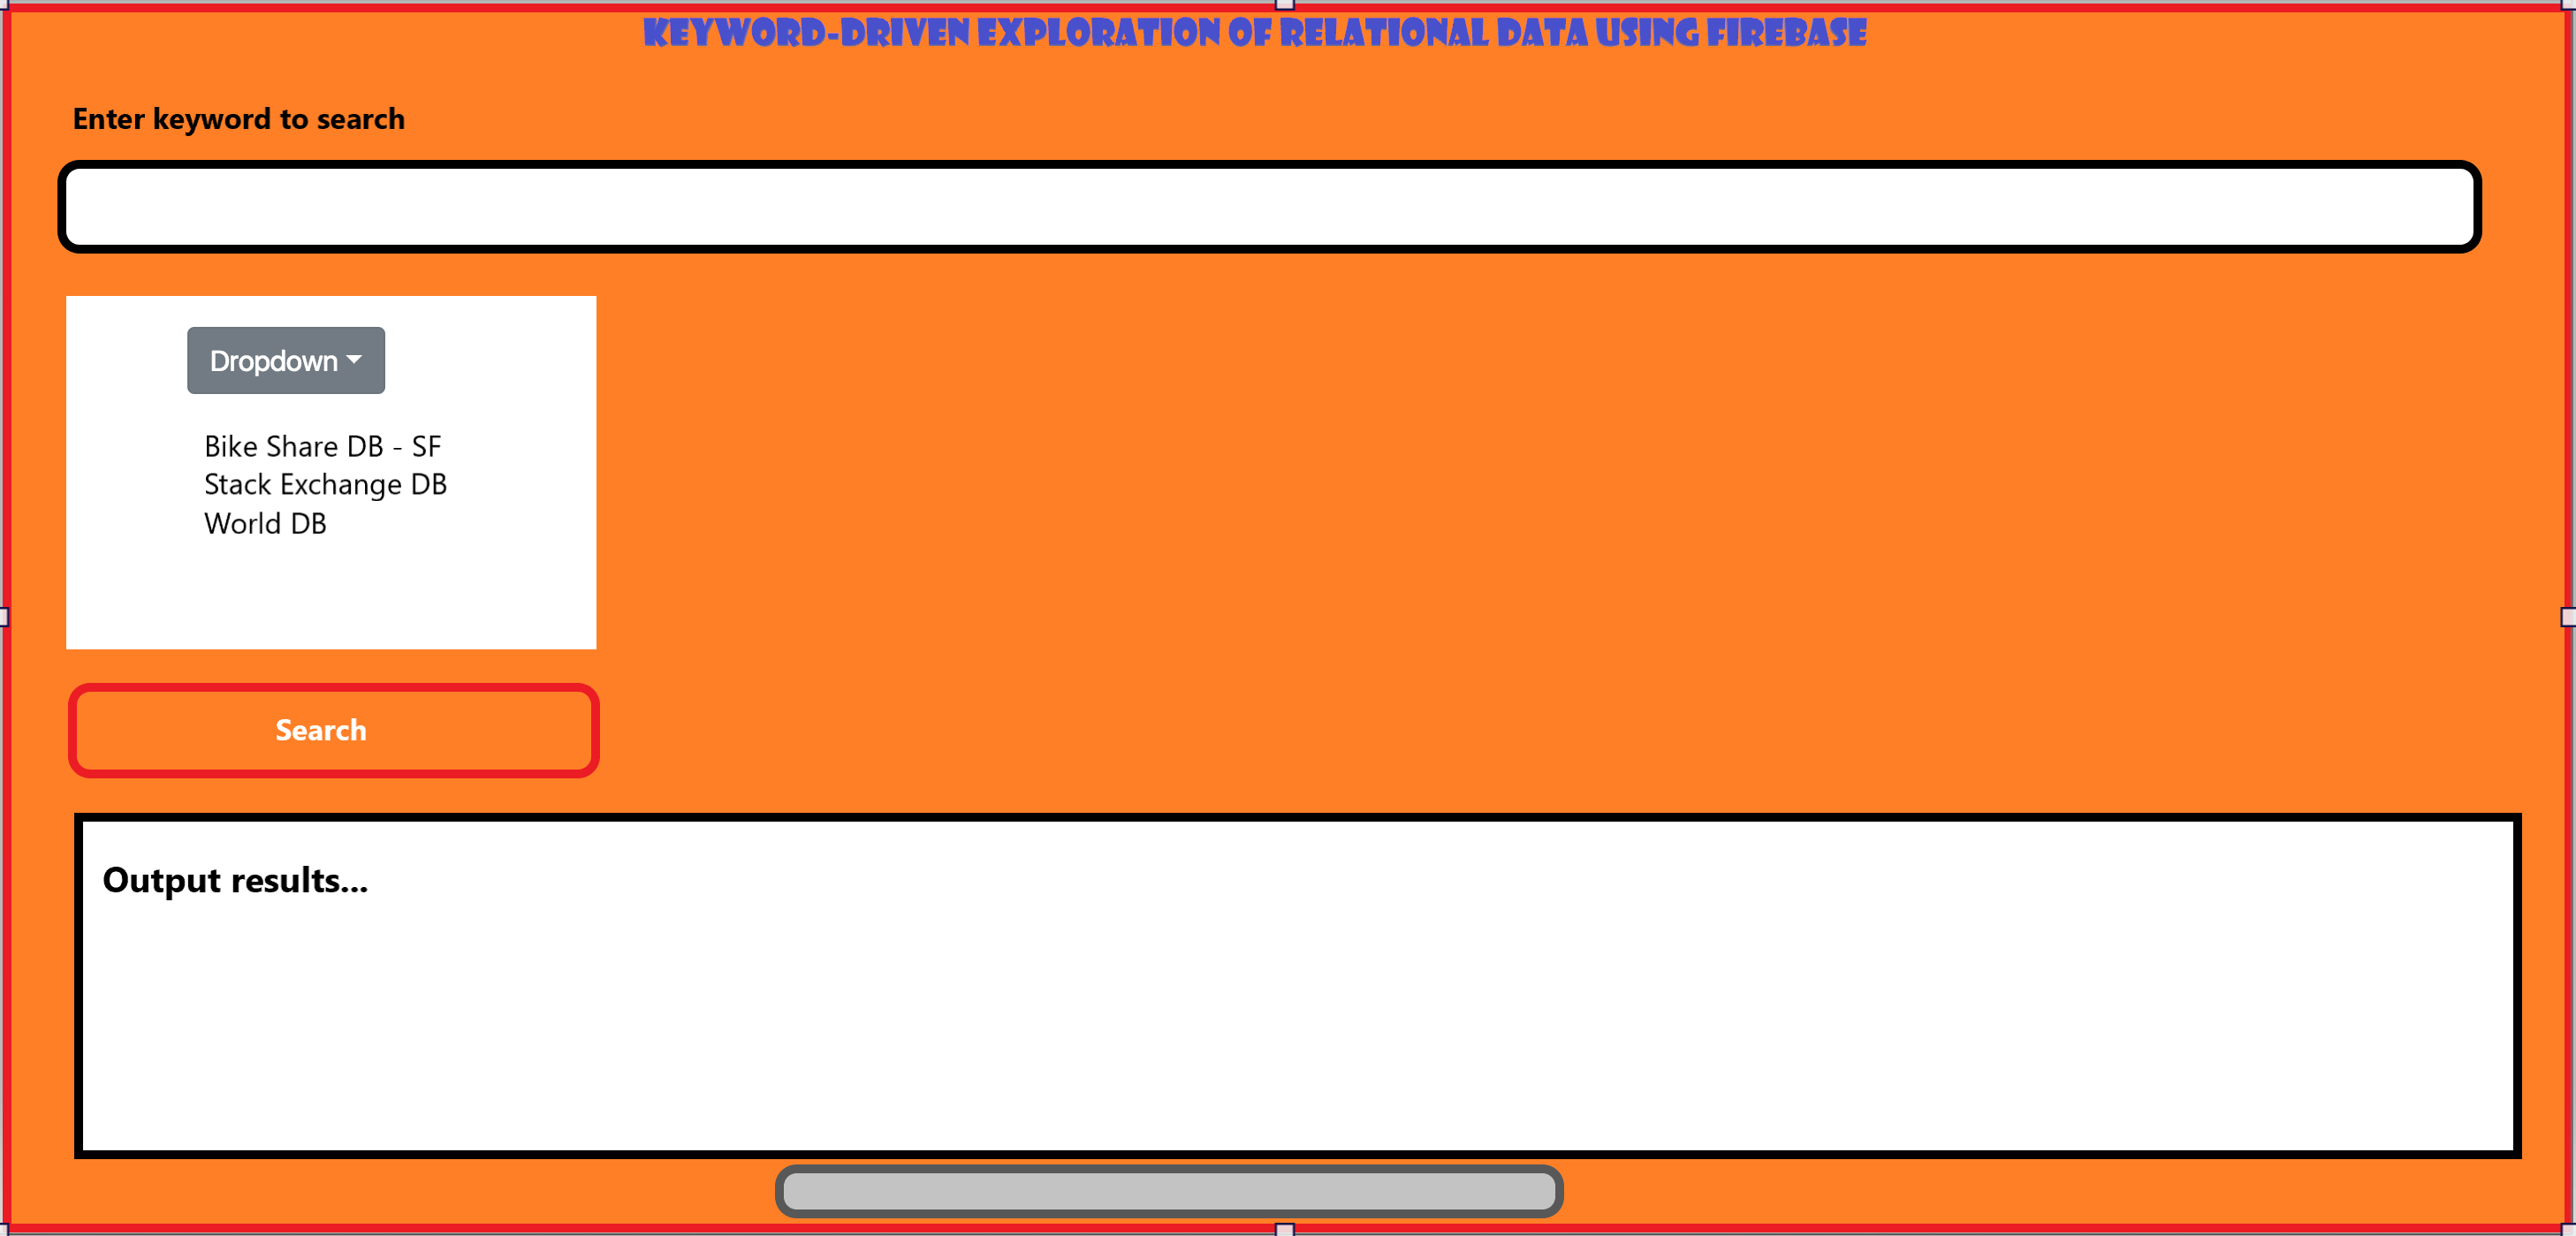 KEYWORD-DRIVEN EXPLORATION OF RELATIONAL DATA USING FIREBASE
Enter keyword to search
Dropdown
Bike Share DB - SF
Stack Exchange DB
World DB
Search
Output results...